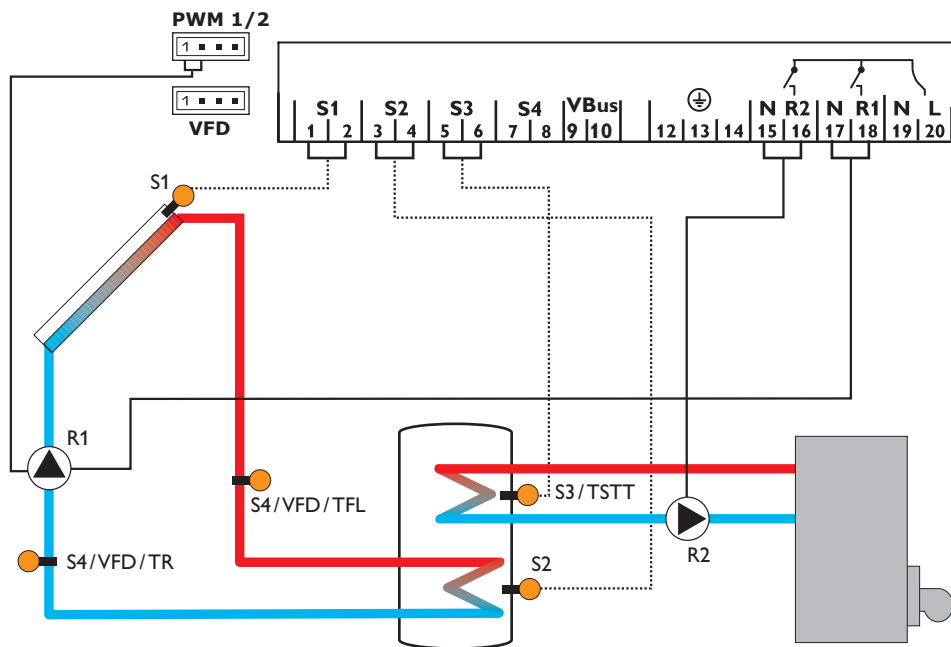 PWM 1/2
1
1
VFD
S1 S2 S3 S4 VBus N R2 N R1 N L
1 2 3 4 5 6 7 8 9 10 12 13 14 15 16 17 18 19 20
S1
R1
S4/VFD/TFL
S3/TSTT
S4/VFD/TR
S2
R2